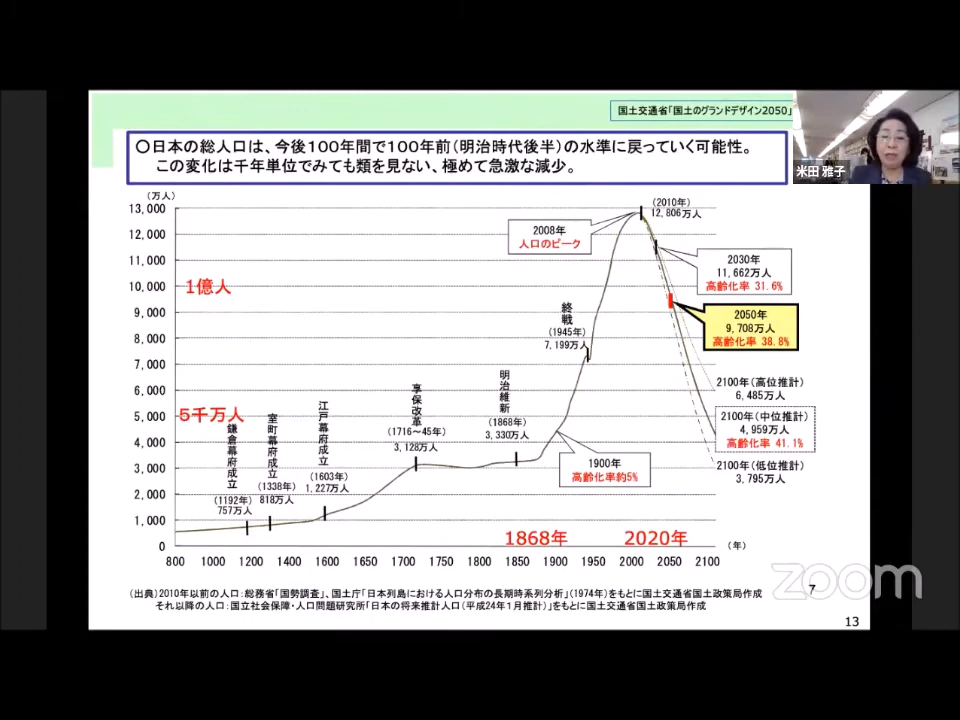 国土交通省「国土のグランドデザイン2050」
〇日本の総人口は、今後100年間で100年前(明治時代後半)の水準に戻っていく可能性。
この変化は千年単位でみても類を見ない、極めて急激な減少。
米田 雅子
(万人)
13,000
12,000
11,000
10,000
9,000
8,000
7,000
6,000
5,000
4,000
3,000
2,000
1,000
0
1億人
5千万人
鎌倉幕府成立
(1192年)
757万人
室町幕府成立
(1338年)
818万人
江戸幕府成立
(1603年)
1,227万人
享保改革
(1716~45年)
3,128万人
明治維新
(1868年)
3,330万人
終戦
(1945年)
7,199万人
1900年
高齢化率約5%
2008年
人口のピーク
(2010年)
12,806万人
2030年
11,662万人
高齢化率 31.6%
2050年
9,708万人
高齢化率 38.8%
2100年(高位推計)
6,485万人
2100年(中位推計)
4,959万人
高齢化率 41.1%
2100年(低位推計)
3,795万人
1868年
2020年
800 1000 1200 1400 1600 1650 1700 1750 1800 1850 1900 1950 2000 2050 2100 (年)
(出典)2010年以前の人口:総務省「国勢調査」、国土庁「日本列島における人口分布の長期時系列分析」(1974年)をもとに国土交通省国土政策局作成
それ以降の人口:国立社会保障・人口問題研究所「日本の将来推計人口(平成24年1月推計)」をもとに国土交通省国土政策局作成
7
zoom
13